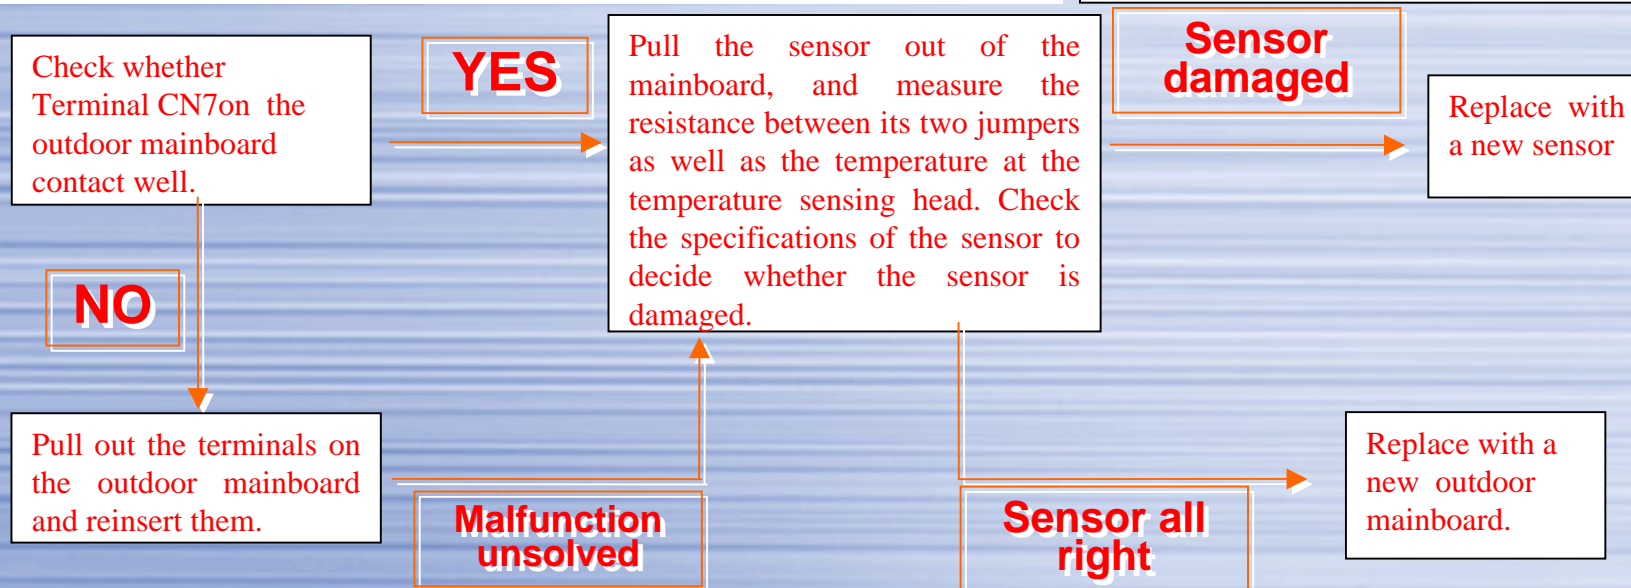 Check whether
Terminal CN7on the
outdoor mainboard
contact well.
YES
Pull the sensor out of the
mainboard, and measure the
resistance between its two jumpers
as well as the temperature at the
temperature sensing head. Check
the specifications of the sensor to
decide whether the sensor is
damaged.
Sensor
damaged
Replace with
a new sensor
NO
Pull out the terminals on
the outdoor mainboard
and reinsert them.
Malfunction
unsolved
Sensor all
right
Replace with a
new outdoor
mainboard.